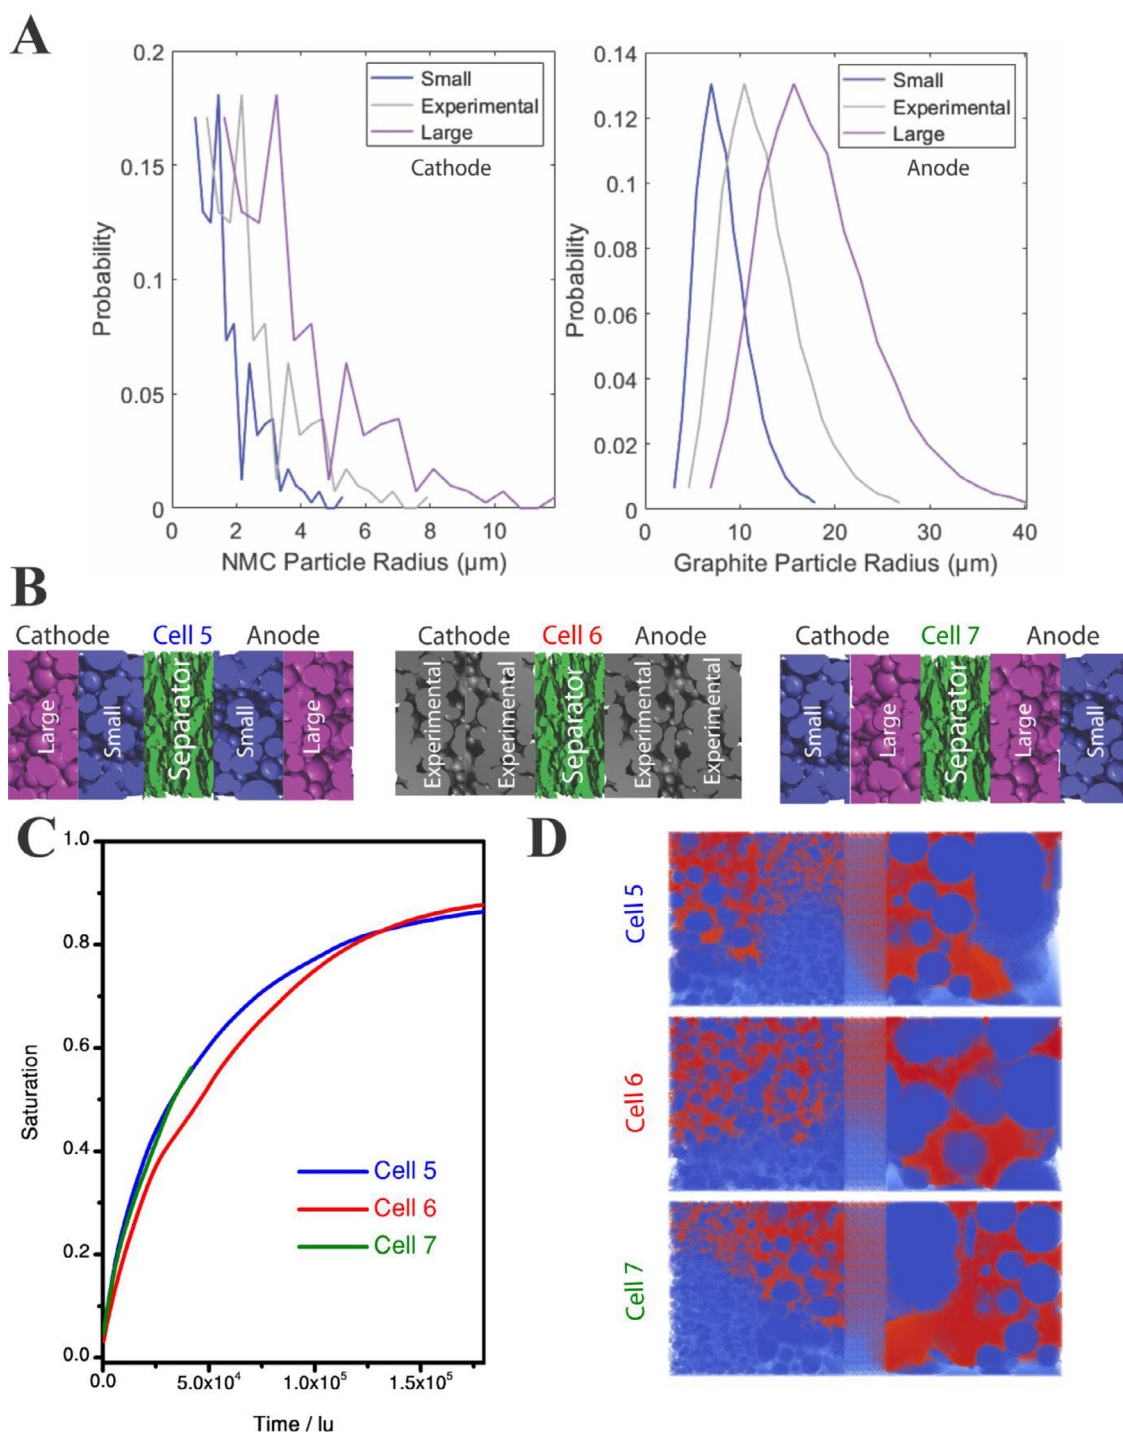 A
0.2
0.15
0.1
0.05
0
Probability
Small
Experimental
Large
Cathode
0
2
4
6
8
10
NMC Particle Radius (µm)
0.14
0.12
0.1
0.08
0.06
0.04
0.02
0
Probability
Small
Experimental
Large
Anode
0
10
20
30
40
Graphite Particle Radius (µm)
B
Cathode
Cell 5
Anode
Large
Small
Separator
Small
Large
Cathode
Cell 6
Anode
Experimental
Experimental
Separator
Experimental
Experimental
Cathode
Cell 7
Anode
Small
Large
Separator
Large
Small
C
1.0
0.8
0.6
0.4
0.2
0.0
Saturation
Cell 5
Cell 6
Cell 7
0.0
5.0x10⁴
1.0x10⁵
1.5x10⁵
Time / lu
D
Cell 5
Cell 6
Cell 7